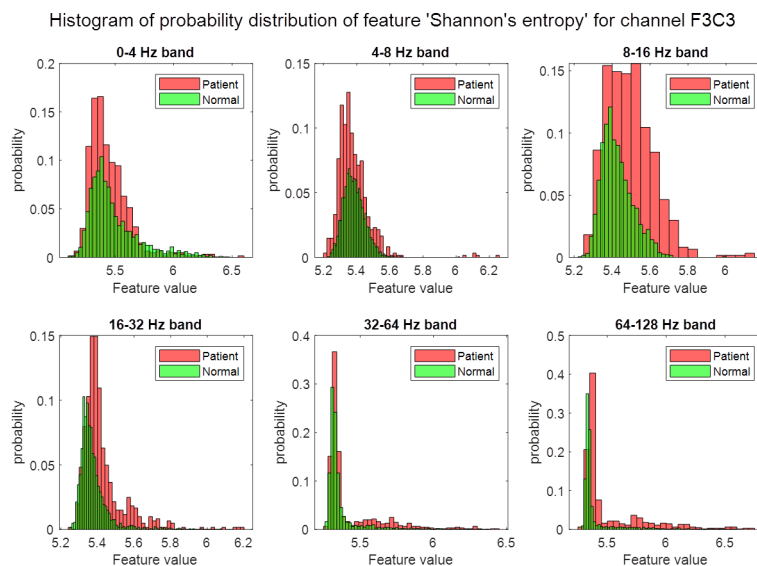 Histogram of probability distribution of feature 'Shannon's entropy' for channel F3C3
0-4 Hz band
4-8 Hz band
8-16 Hz band
0.2
0.15
0.1
0.05
0
probability
Patient
Normal
5.5
6
6.5
Feature value
0.15
0.1
0.05
0
probability
Patient
Normal
5.2
5.4
5.6
5.8
6
6.2
Feature value
0.15
0.1
0.05
0
probability
Patient
Normal
5.2
5.4
5.6
5.8
6
Feature value
16-32 Hz band
32-64 Hz band
64-128 Hz band
0.15
0.1
0.05
0
probability
Patient
Normal
5.2
5.4
5.6
5.8
6
6.2
Feature value
0.4
0.3
0.2
0.1
0
probability
Patient
Normal
5.5
6
6.5
Feature value
0.5
0.4
0.3
0.2
0.1
0
probability
Patient
Normal
5.5
6
6.5
Feature value